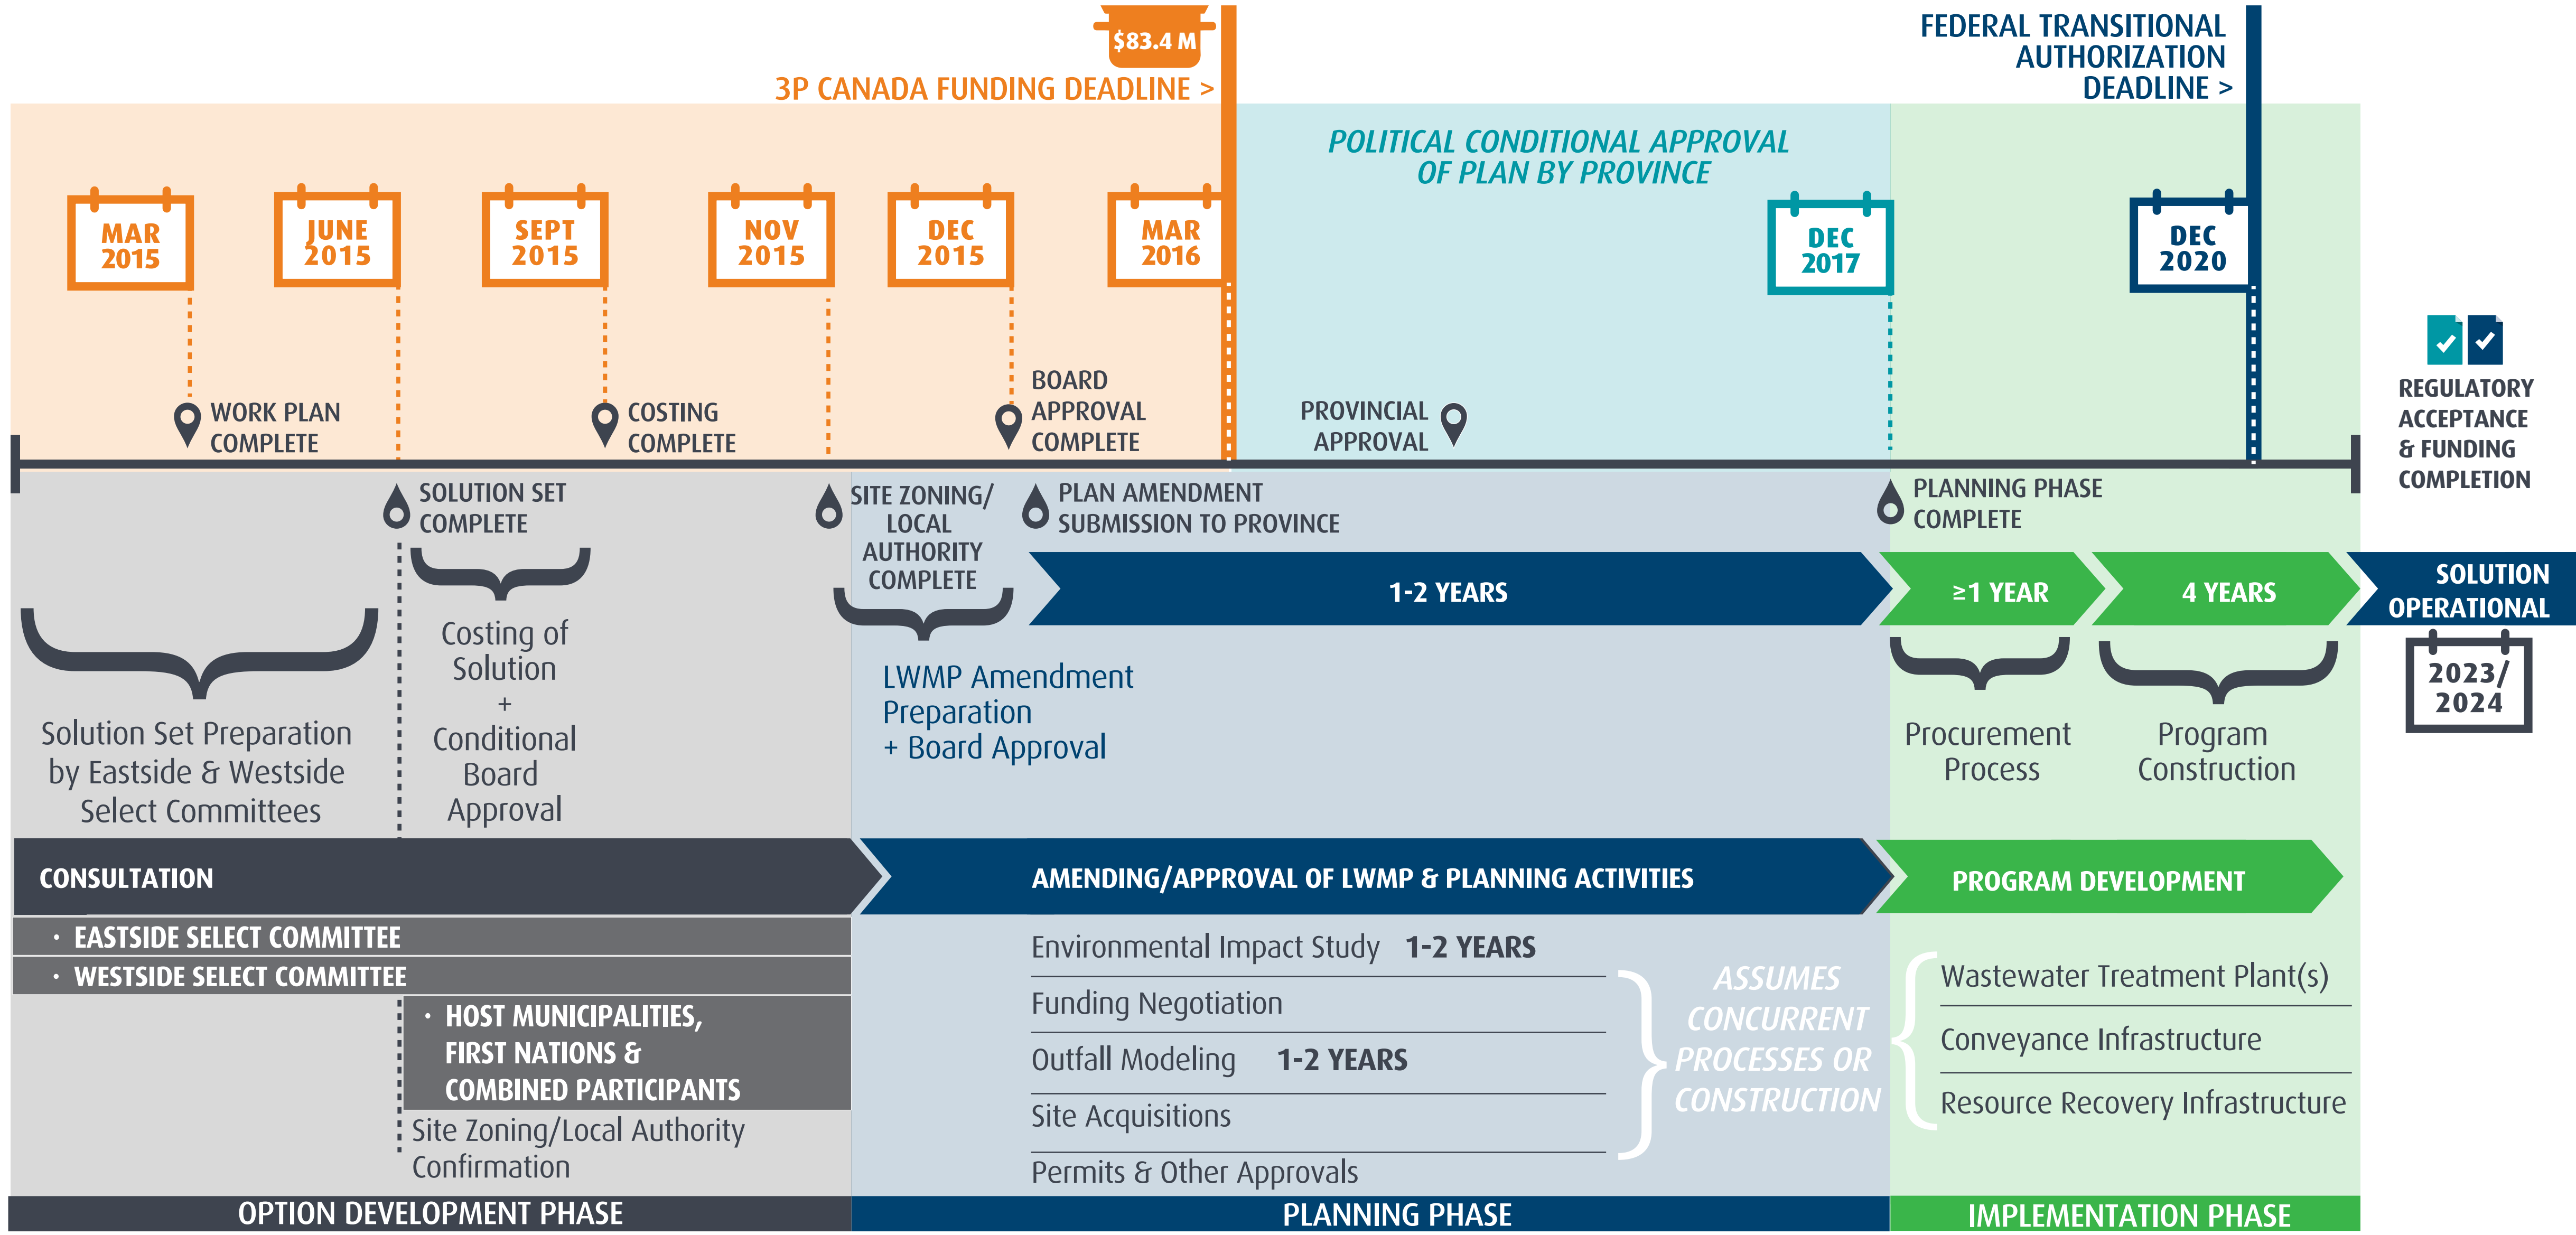 $83.4 M
3P CANADA FUNDING DEADLINE >
FEDERAL TRANSITIONAL
AUTHORIZATION
DEADLINE >
POLITICAL CONDITIONAL APPROVAL
OF PLAN BY PROVINCE
MAR
2015
JUNE
2015
SEPT
2015
NOV
2015
DEC
2015
MAR
2016
DEC
2017
DEC
2020
WORK PLAN
COMPLETE
COSTING
COMPLETE
BOARD
APPROVAL
COMPLETE
PROVINCIAL
APPROVAL
REGULATORY
ACCEPTANCE
& FUNDING
COMPLETION
SOLUTION SET
COMPLETE
SITE ZONING/
LOCAL
AUTHORITY
COMPLETE
PLAN AMENDMENT
SUBMISSION TO PROVINCE
PLANNING PHASE
COMPLETE
1-2 YEARS
≥1 YEAR
4 YEARS
SOLUTION
OPERATIONAL
2023/
2024
Solution Set Preparation
by Eastside & Westside
Select Committees
Costing of
Solution
+
Conditional
Board
Approval
LWMP Amendment
Preparation
+ Board Approval
Procurement
Process
Program
Construction
CONSULTATION
AMENDING/APPROVAL OF LWMP & PLANNING ACTIVITIES
PROGRAM DEVELOPMENT
· EASTSIDE SELECT COMMITTEE
· WESTSIDE SELECT COMMITTEE
· HOST MUNICIPALITIES,
FIRST NATIONS &
COMBINED PARTICIPANTS
Site Zoning/Local Authority
Confirmation
Environmental Impact Study 1-2 YEARS
Funding Negotiation
Outfall Modeling 1-2 YEARS
Site Acquisitions
Permits & Other Approvals
ASSUMES
CONCURRENT
PROCESSES OR
CONSTRUCTION
Wastewater Treatment Plant(s)
Conveyance Infrastructure
Resource Recovery Infrastructure
OPTION DEVELOPMENT PHASE
PLANNING PHASE
IMPLEMENTATION PHASE